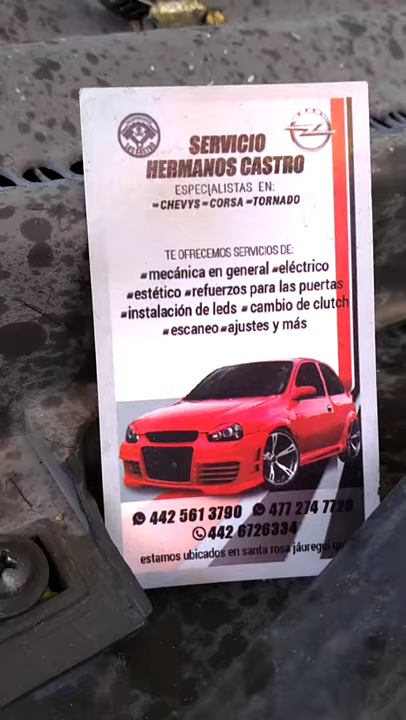 SERVICIO
HERMANOS CASTRO
ESPECIALISTAS EN:
-CHEVYS -CORSA -TORNADO
TE OFRECEMOS SERVICIOS DE:
-mecánica en general -eléctrico
-estético -refuerzos para las puertas
-instalación de leds - cambio de clutch
-escaneo -ajustes y más
442 561 3790 477 274 7720
442 6726334
estamos ubicados en santa rosa jáuregui